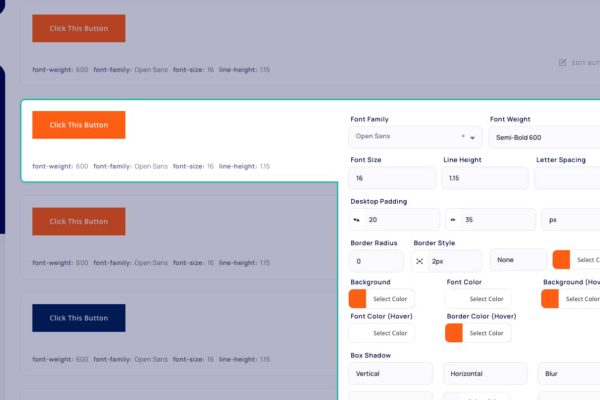 Click This Button
font-weight: 600 font-family: Open Sans font-size: 16 line-height: 1.15
EDIT BUT
Click This Button
font-weight: 600 font-family: Open Sans font-size: 16 line-height: 1.15
Font Family
Font Weight
Open Sans
×
Semi-Bold 600
Font Size
Line Height
Letter Spacing
16
1.15
Desktop Padding
20
35
px
Border Radius
Border Style
0
2px
None
Select C
Background
Font Color
Background (Hov
Select Color
Select Color
Select Color
Font Color (Hover)
Border Color (Hover)
Select Color
Select Color
Box Shadow
Vertical
Horizontal
Blur
Click This Button
font-weight: 600 font-family: Open Sans font-size: 16 line-height: 1.15
Click This Button
font-weight: 600 font-family: Open Sans font-size: 16 line-height: 1.15